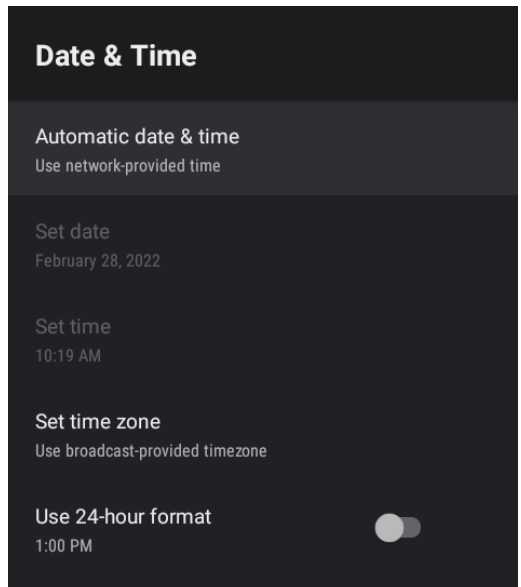 Date & Time
Automatic date & time
Use network-provided time
Set date
February 28, 2022
Set time
10:19 AM
Set time zone
Use broadcast-provided timezone
Use 24-hour format
1:00 PM